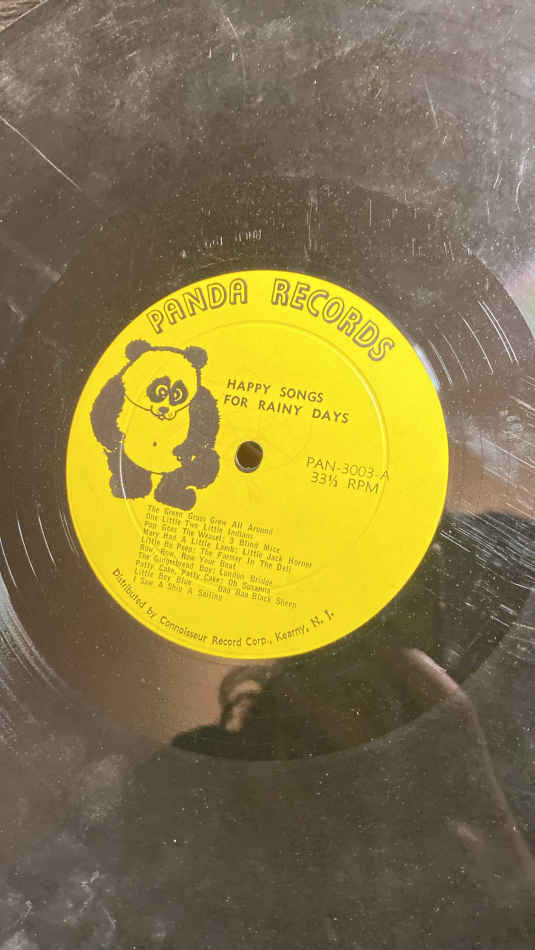 PANDA RECORDS
HAPPY SONGS
FOR RAINY DAYS
PAN-3003-A
33⅓ RPM
The Green Grass Grew All Around
One Little Two Little Indians
Pop Goes The Weasel; 3 Blind Mice
Mary Had A Little Lamb; Little Jack Horner
Little Bo Peep; The Farmer In The Dell
Row, Row, Row Your Boat
The Gingerbread Boy; London Bridge
Patty Cake, Patty Cake; Oh Susanna
Little Boy Blue Baa Baa Black Sheep
I Saw A Ship A Sailing
Distributed by Connoisseur Record Corp., Kearny, N. J.